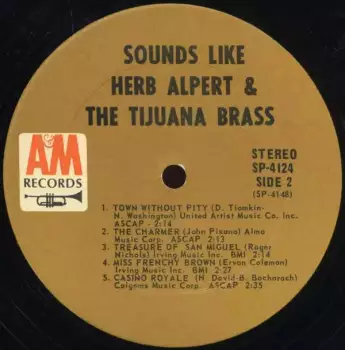 SOUNDS LIKE
HERB ALPERT &
THE TIJUANA BRASS
A&M
RECORDS
STEREO
SP-4124
SIDE 2
(SP-4148)
1. TOWN WITHOUT PITY (D. Tiomkin-
N. Washington) United Artist Music Co. Inc.
ASCAP - 2:14
2. THE CHARMER (John Pisano) Almo
Music Corp. ASCAP 2:13
3. TREASURE OF SAN MIGUEL (Roger
Nichols) Irving Music Inc. BMI 2:14
4. MISS FRENCHY BROWN (Ervan Coleman)
Irving Music Inc. BMI 2:27
5. CASINO ROYALE (H. David-B. Bacharach)
Colgems Music Corp. ASCAP 2:35